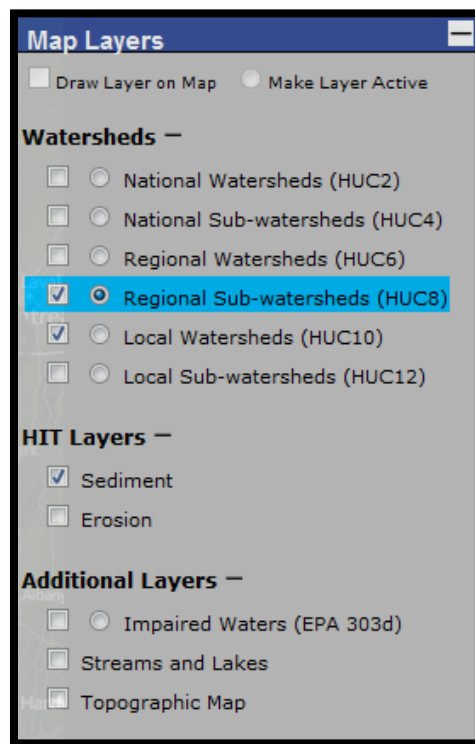 Map Layers
Draw Layer on Map Make Layer Active
Watersheds −
National Watersheds (HUC2)
National Sub-watersheds (HUC4)
Regional Watersheds (HUC6)
Regional Sub-watersheds (HUC8)
Local Watersheds (HUC10)
Local Sub-watersheds (HUC12)
HIT Layers −
Sediment
Erosion
Additional Layers −
Albany
Impaired Waters (EPA 303d)
Streams and Lakes
Topographic Map